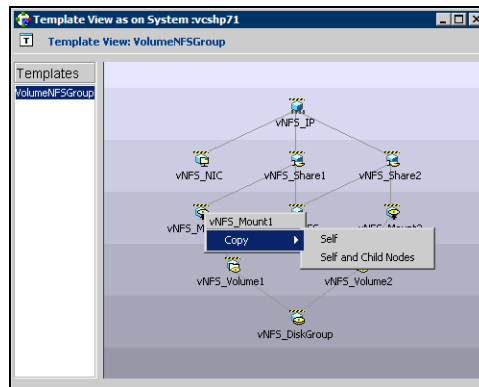 Template View as on System :vcshp71
Template View: VolumeNFSGroup
Templates
VolumeNFSGroup
vNFS_IP
vNFS_NIC
vNFS_Share1
vNFS_Share2
vNFS_Mount1
Copy
Self
Self and Child Nodes
vNFS_Volume1
vNFS_Volume2
vNFS_DiskGroup